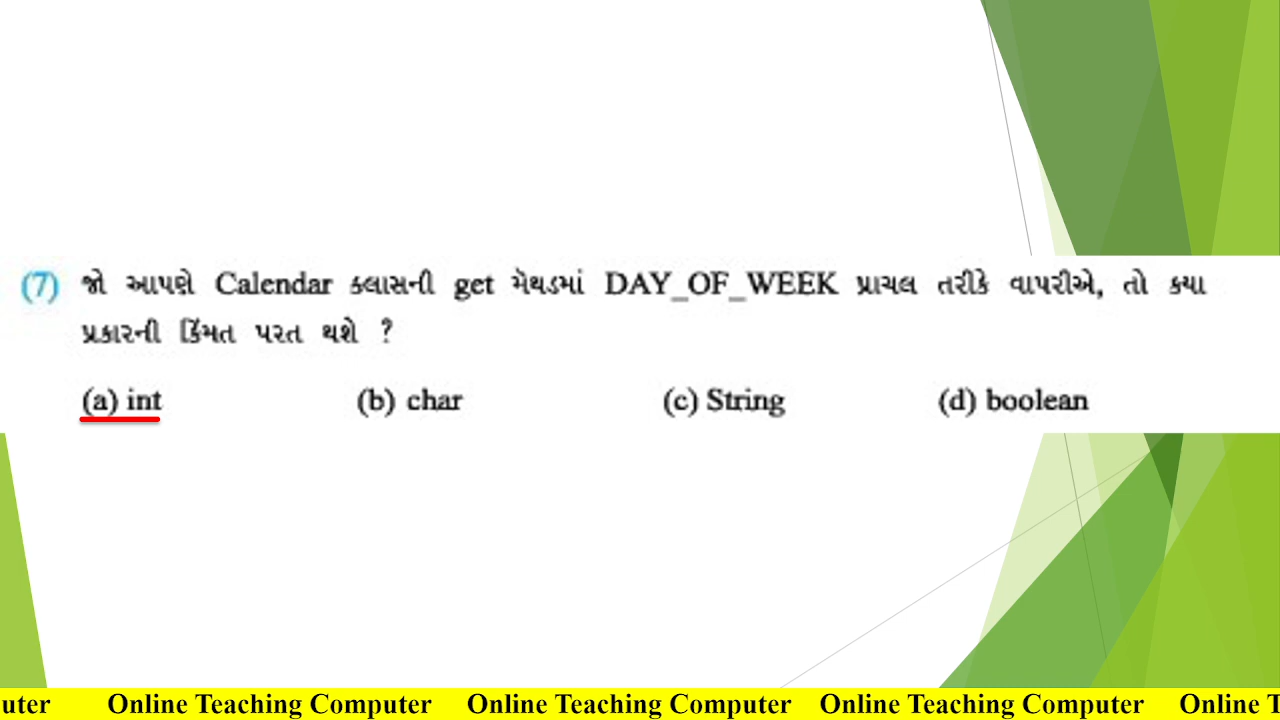 (7) જો આપણે Calendar ક્લાસની get મૅથડમાં DAY_OF_WEEK પ્રાચલ તરીકે વાપરીએ, તો કયા
પ્રકારની કિંમત પરત થશે ?
(a) int (b) char (c) String (d) boolean
uter Online Teaching Computer Online Teaching Computer Online Teaching Computer Online T